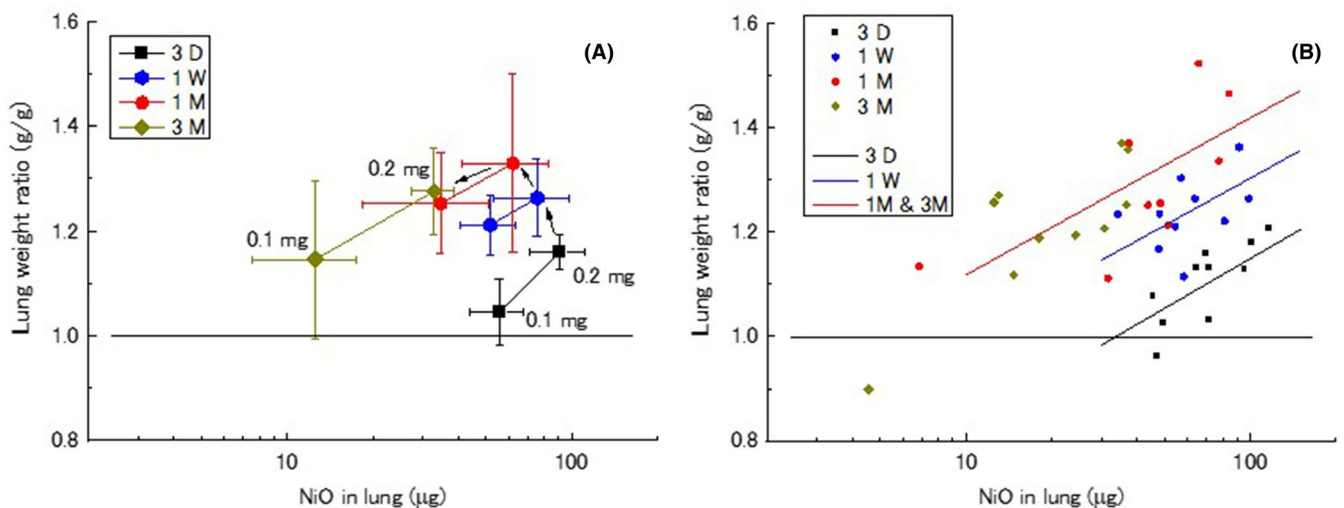 (A)
3 D
1 W
1 M
3 M
1.6
1.4
1.2
1.0
0.8
Lung weight ratio (g/g)
0.2 mg
0.1 mg
0.2 mg
0.1 mg
10
100
NiO in lung (μg)
(B)
3 D
1 W
1 M
3 M
3 D
1 W
1M & 3M
1.6
1.4
1.2
1.0
0.8
Lung weight ratio (g/g)
10
100
NiO in lung (μg)